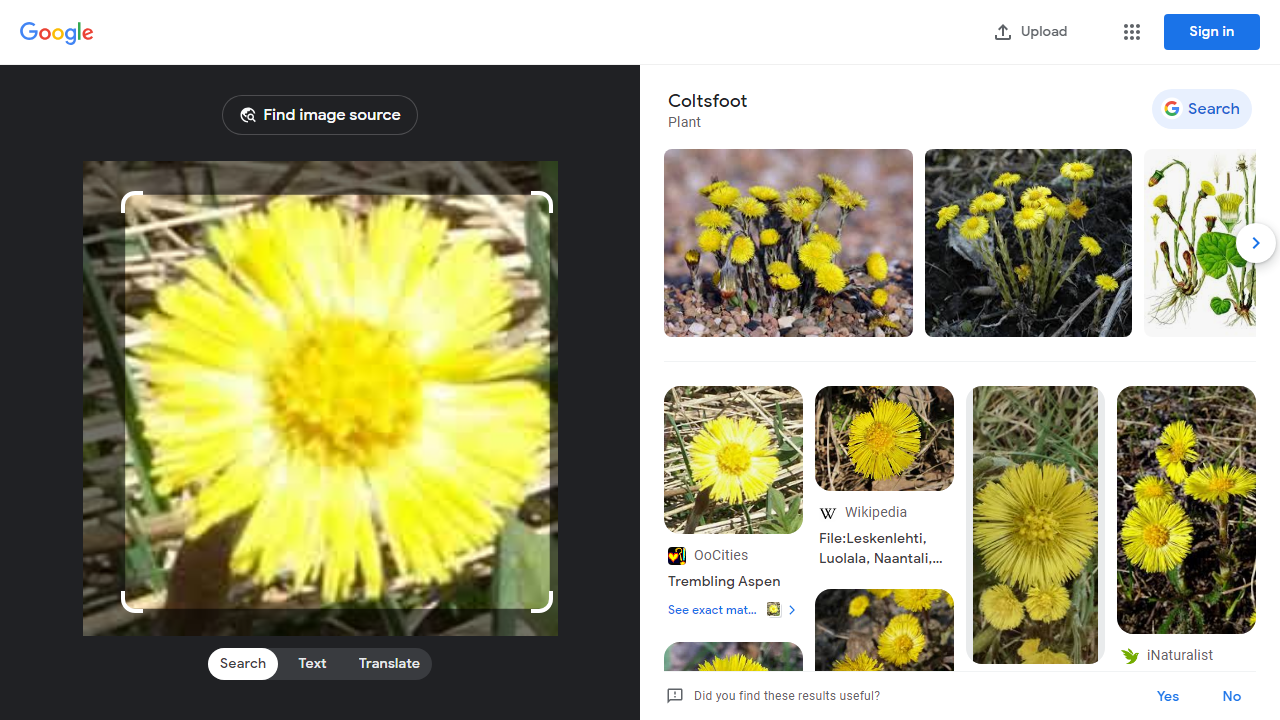 Google
Upload
Sign in
Find image source
Coltsfoot
Plant
Search
OoCities
Trembling Aspen
See exact mat...
Wikipedia
File:Leskenlehti,
Luolala, Naantali,...
iNaturalist
Search
Text
Translate
Did you find these results useful?
Yes
No